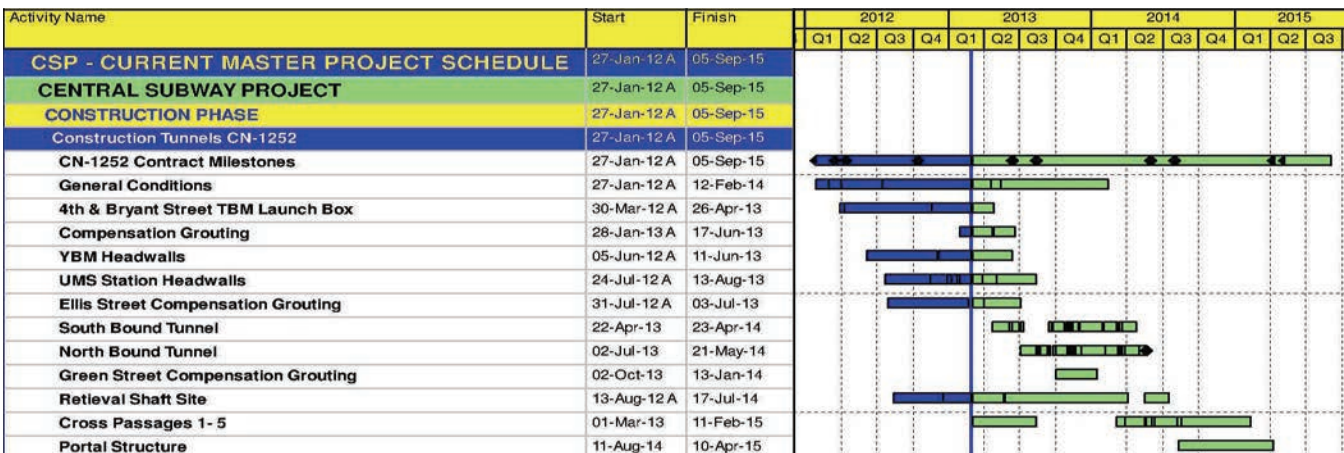 Activity Name Start Finish 2012 2013 2014 2015
Q1 Q2 Q3 Q4 Q1 Q2 Q3 Q4 Q1 Q2 Q3 Q4 Q1 Q2 Q3
CSP - CURRENT MASTER PROJECT SCHEDULE 27-Jan-12 A 05-Sep-15
CENTRAL SUBWAY PROJECT 27-Jan-12 A 05-Sep-15
CONSTRUCTION PHASE 27-Jan-12 A 05-Sep-15
Construction Tunnels CN-1252 27-Jan-12 A 05-Sep-15
CN-1252 Contract Milestones 27-Jan-12 A 05-Sep-15
General Conditions 27-Jan-12 A 12-Feb-14
4th & Bryant Street TBM Launch Box 30-Mar-12 A 26-Apr-13
Compensation Grouting 28-Jan-13 A 17-Jun-13
YBM Headwalls 05-Jun-12 A 11-Jun-13
UMS Station Headwalls 24-Jul-12 A 13-Aug-13
Ellis Street Compensation Grouting 31-Jul-12 A 03-Jul-13
South Bound Tunnel 22-Apr-13 23-Apr-14
North Bound Tunnel 02-Jul-13 21-May-14
Green Street Compensation Grouting 02-Oct-13 13-Jan-14
Retieval Shaft Site 13-Aug-12 A 17-Jul-14
Cross Passages 1- 5 01-Mar-13 11-Feb-15
Portal Structure 11-Aug-14 10-Apr-15